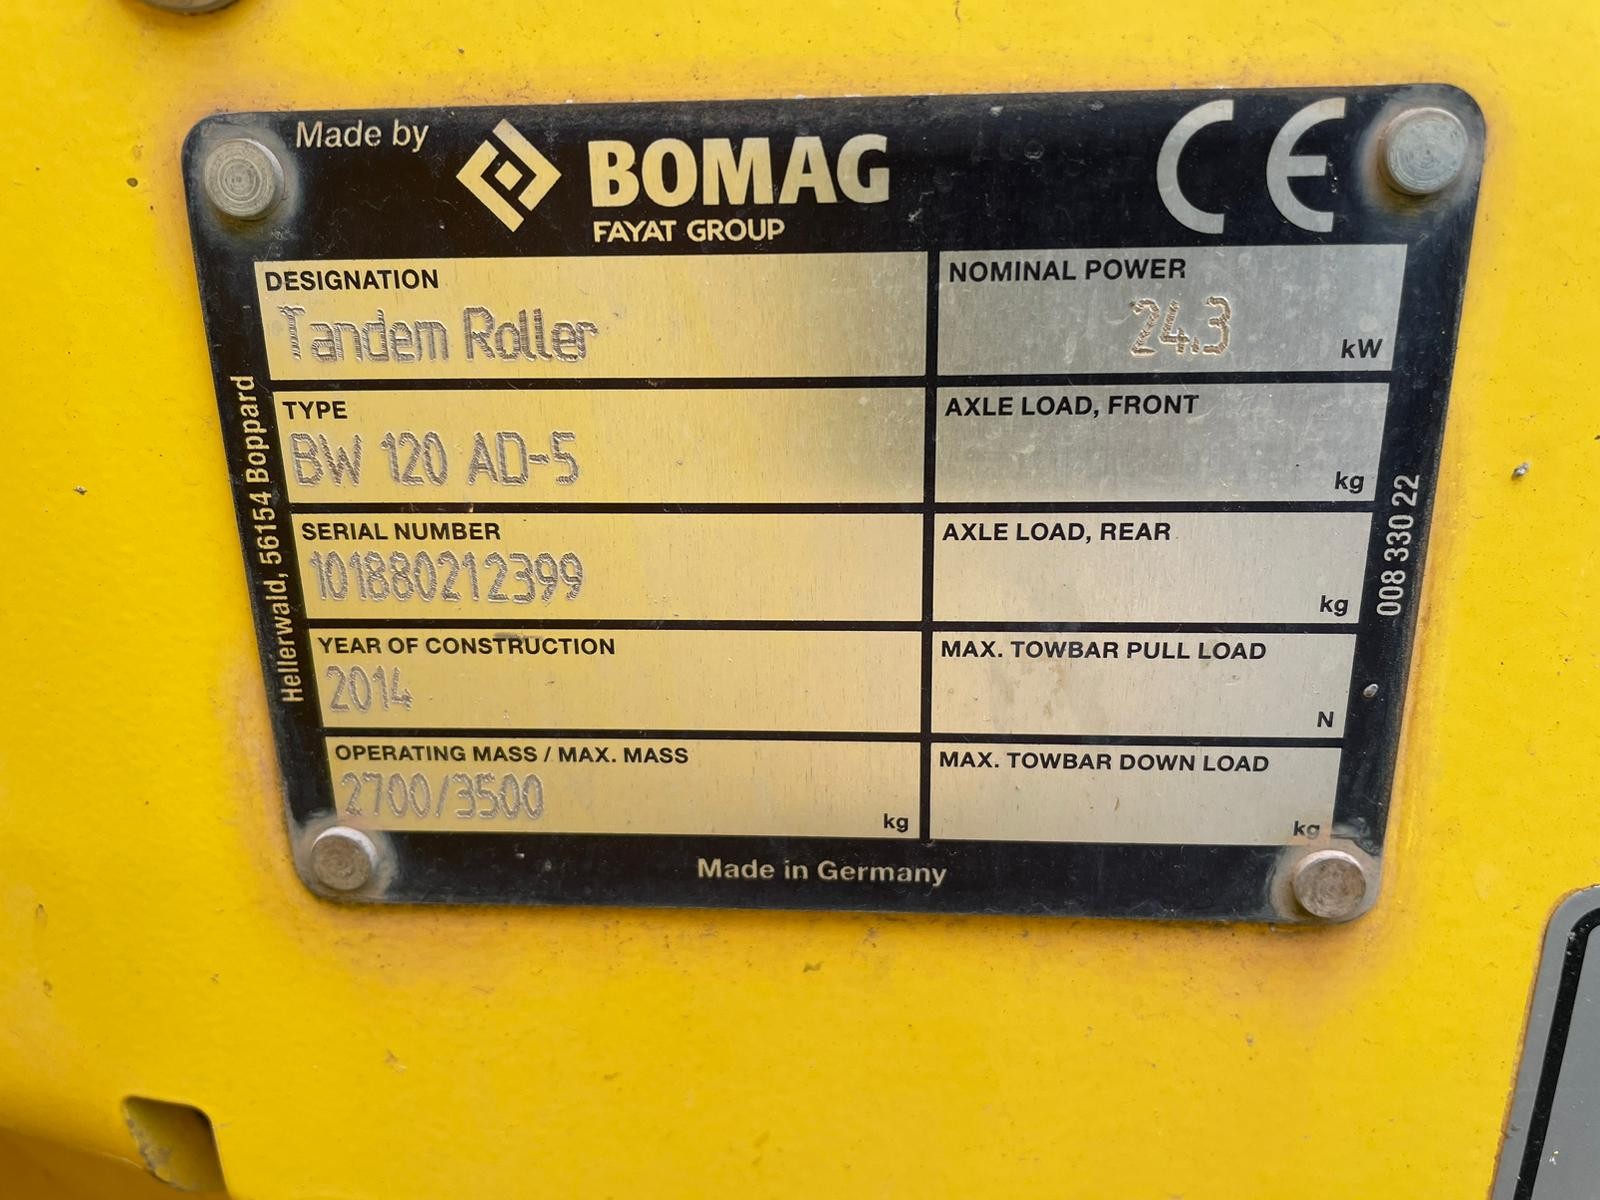 Made by
BOMAG
FAYAT GROUP
CE
DESIGNATION
Tandem Roller
NOMINAL POWER
24.3
kW
TYPE
BW 120 AD-5
AXLE LOAD, FRONT
kg
SERIAL NUMBER
101880212399
AXLE LOAD, REAR
kg
YEAR OF CONSTRUCTION
2014
MAX. TOWBAR PULL LOAD
N
OPERATING MASS / MAX. MASS
2700/3500
kg
MAX. TOWBAR DOWN LOAD
kg
Made in Germany
Hellerwald, 56154 Boppard
008 330 22